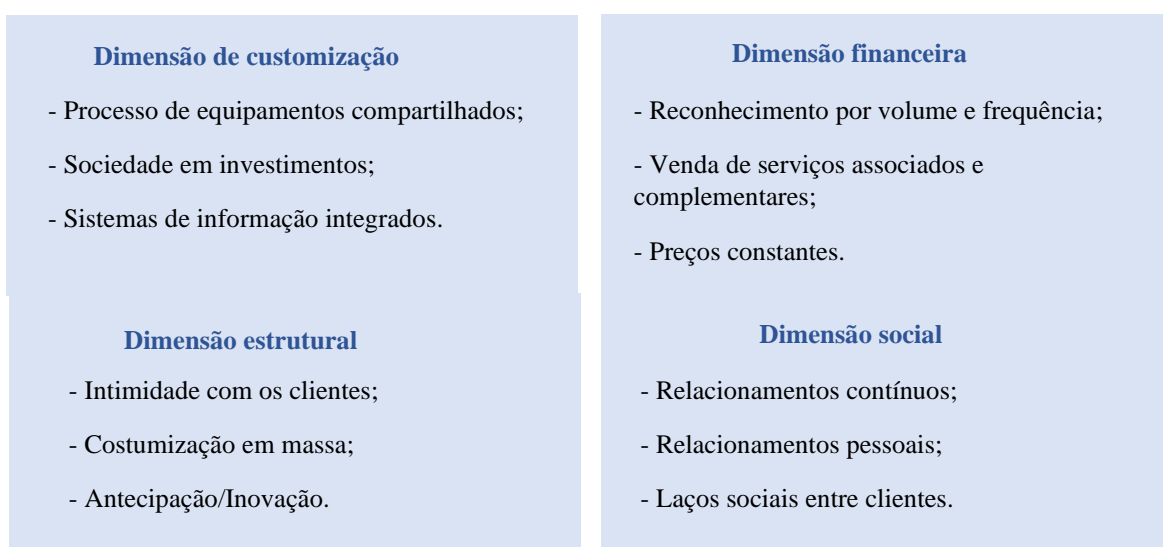 Dimensão de customização
- Processo de equipamentos compartilhados;
- Sociedade em investimentos;
- Sistemas de informação integrados.
Dimensão financeira
- Reconhecimento por volume e frequência;
- Venda de serviços associados e
complementares;
- Preços constantes.
Dimensão estrutural
- Intimidade com os clientes;
- Costumização em massa;
- Antecipação/Inovação.
Dimensão social
- Relacionamentos contínuos;
- Relacionamentos pessoais;
- Laços sociais entre clientes.